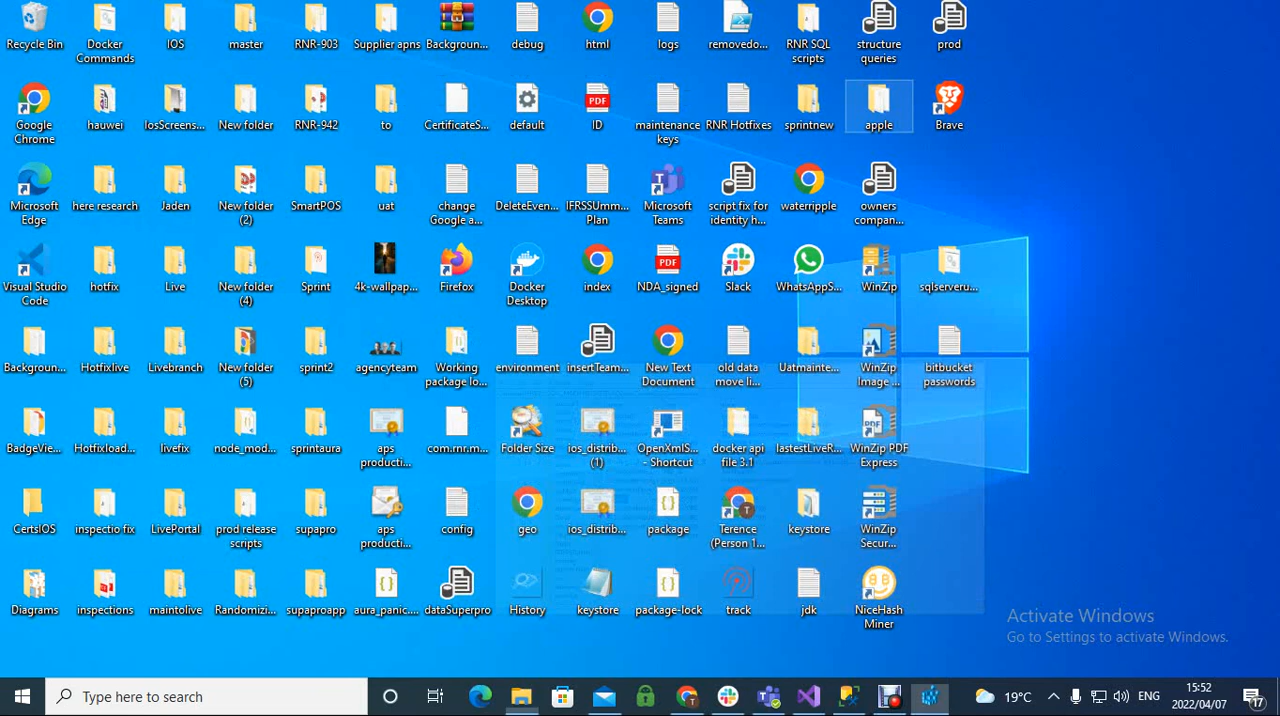 Recycle Bin
Docker
Commands
IOS
master
RNR-903
Supplier apns
Backgroun...
debug
html
logs
removedo...
RNR SQL
scripts
structure
queries
prod
Google
Chrome
hauwei
IosScreens...
New folder
RNR-942
to
CertificateS...
default
PDF
ID
maintenance
keys
RNR Hotfixes
sprintnew
apple
Brave
Microsoft
Edge
here research
Jaden
New folder
(2)
SmartPOS
uat
change
Google a...
DeleteEven...
IFRSSUmm...
Plan
Microsoft
Teams
script fix for
identity h...
waterripple
owners
compan...
Visual Studio
Code
hotfix
Live
New folder
(4)
Sprint
4k-wallpap...
Firefox
Docker
Desktop
index
PDF
NDA_signed
Slack
WhatsAppS...
WinZip
sqlserveru...
Backgroun...
Hotfixlive
Livebranch
New folder
(5)
sprint2
agencyteam
Working
package lo...
environment
insertTeam...
New Text
Document
old data
move li...
Uatmainte...
WinZip
Image ...
bitbucket
passwords
BadgeVie...
Hotfixload...
livefix
node_mod...
sprintaura
aps
producti...
com.rnr.m...
Folder Size
ios_distrib...
(1)
OpenXmlS...
- Shortcut
docker api
file 3.1
lastestLiveR...
PDF
WinZip PDF
Express
CertsIOS
inspectio fix
LivePortal
prod release
scripts
supapro
aps
producti...
config
geo
ios_distrib...
package
T
Terence
(Person 1...
keystore
WinZip
Secur...
Diagrams
inspections
maintolive
Randomizi...
supaproapp
aura_panic....
dataSuperpro
History
keystore
package-lock
track
jdk
NiceHash
Miner
Activate Windows
Go to Settings to activate Windows.
Type here to search
19°C
ENG
15:52
2022/04/07
17